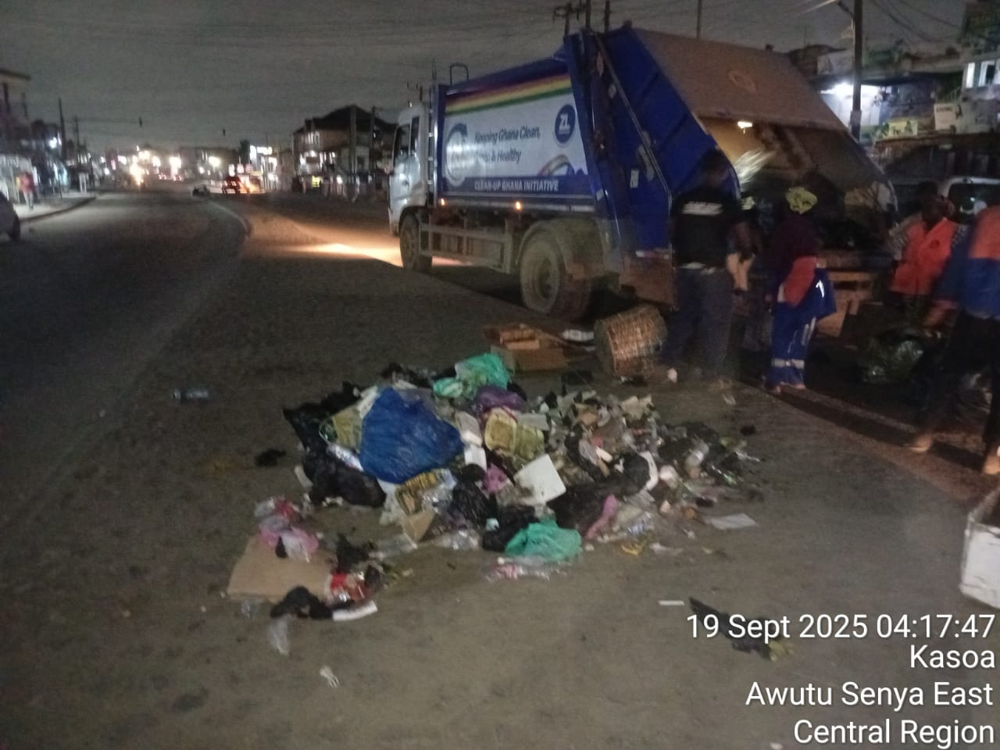 ZL
Keeping Ghana Clean,
& Healthy
CLEAN-UP GHANA INITIATIVE
19 Sept 2025 04:17:47
Kasoa
Awutu Senya East
Central Region